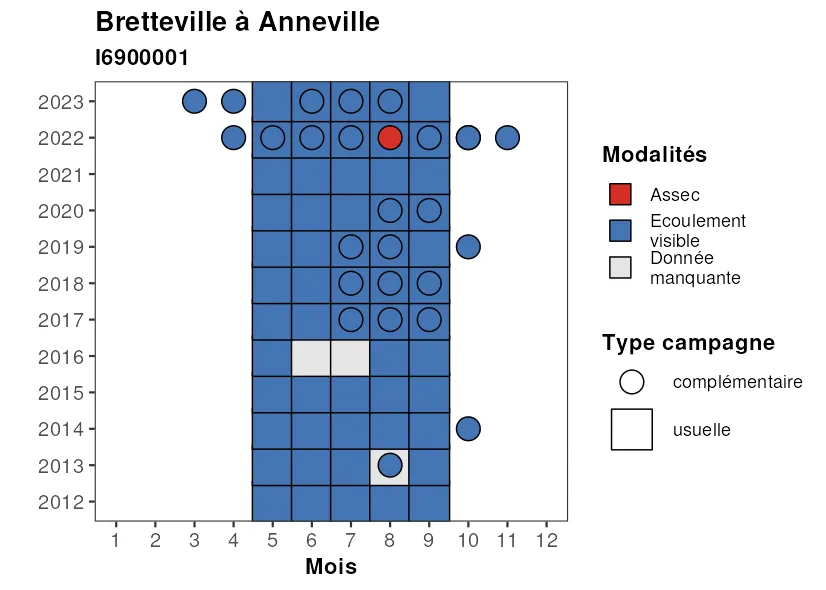 Bretteville à Anneville
I6900001
2023
2022
2021
2020
2019
2018
2017
2016
2015
2014
2013
2012
1 2 3 4 5 6 7 8 9 10 11 12
Mois
Modalités
Assec
Ecoulement
visible
Donnée
manquante
Type campagne
complémentaire
usuelle